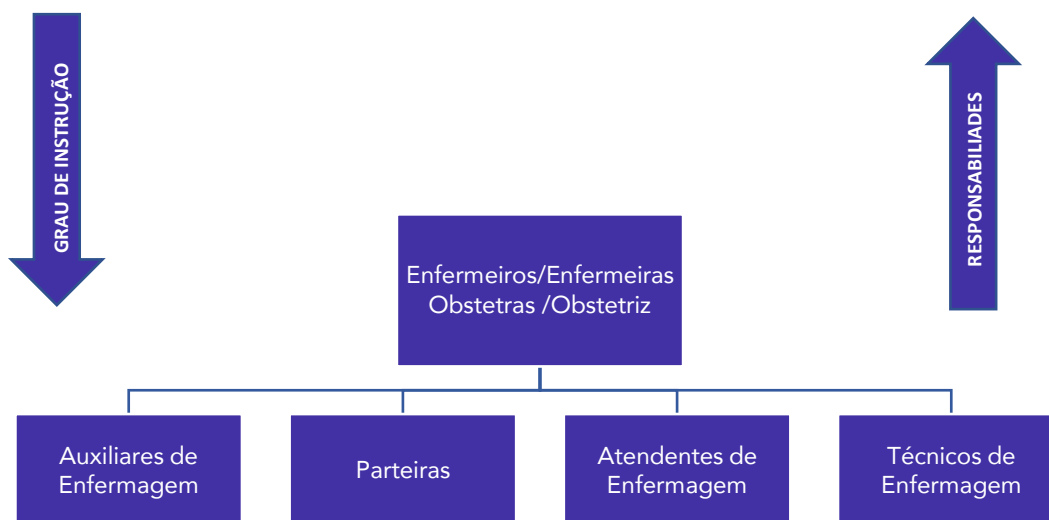 GRAU DE INSTRUÇÃO
RESPONSABILIADES
Enfermeiros/Enfermeiras
Obstetras /Obstetriz
Auxiliares de
Enfermagem
Parteiras
Atendentes de
Enfermagem
Técnicos de
Enfermagem